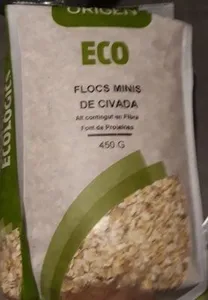 ORIGEN
ECO
FLOCS MINIS
DE CIVADA
Alt contingut en Fibra
Font de Proteïnes
450 G
ECOLÒGICS